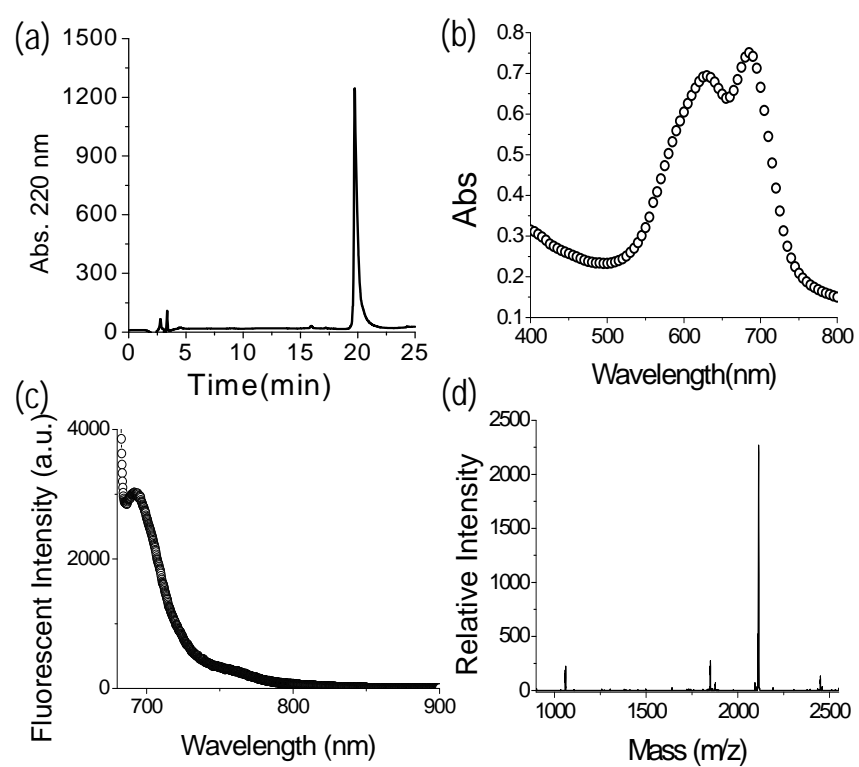 (a)
1500
1200
900
600
300
0
Abs. 220 nm
0 5 10 15 20 25
Time(min)
(b)
0.8
0.7
0.6
0.5
0.4
0.3
0.2
0.1
Abs
400 500 600 700 800
Wavelength(nm)
(c)
4000
2000
0
Fluorescent Intensity (a.u.)
700 800 900
Wavelength (nm)
(d)
2500
2000
1500
1000
500
0
Relative Intensity
1000 1500 2000 2500
Mass (m/z)